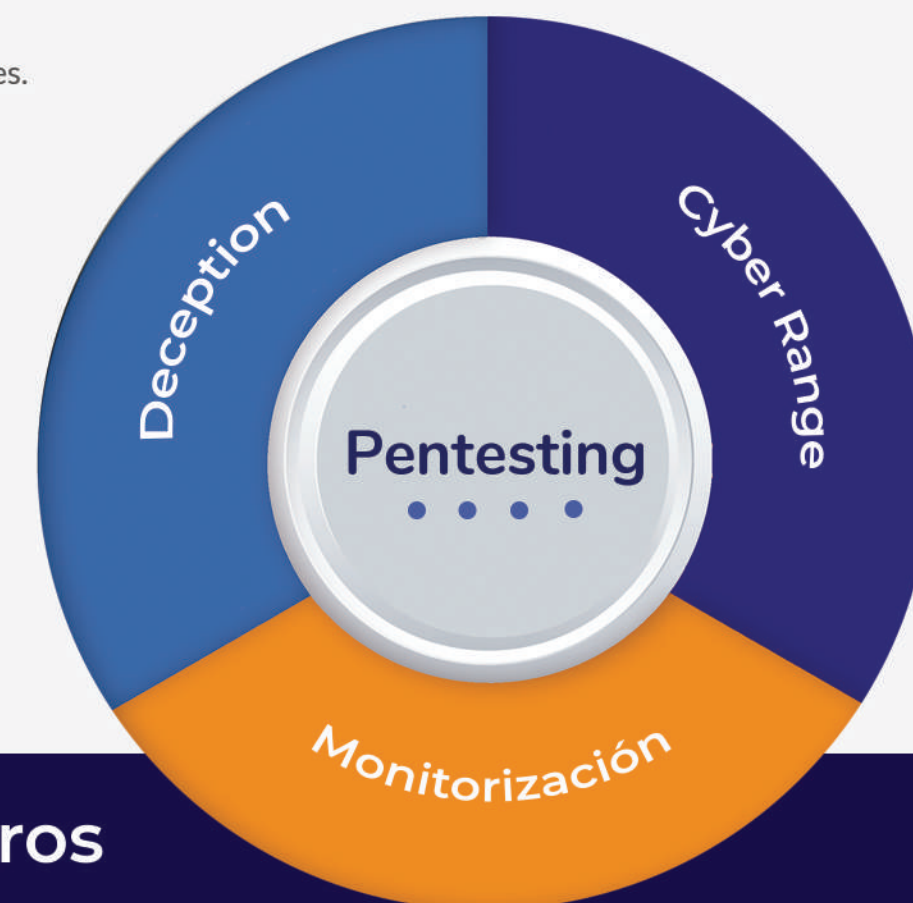 es.
Deception
Cyber Range
Pentesting
Monitorización
ros